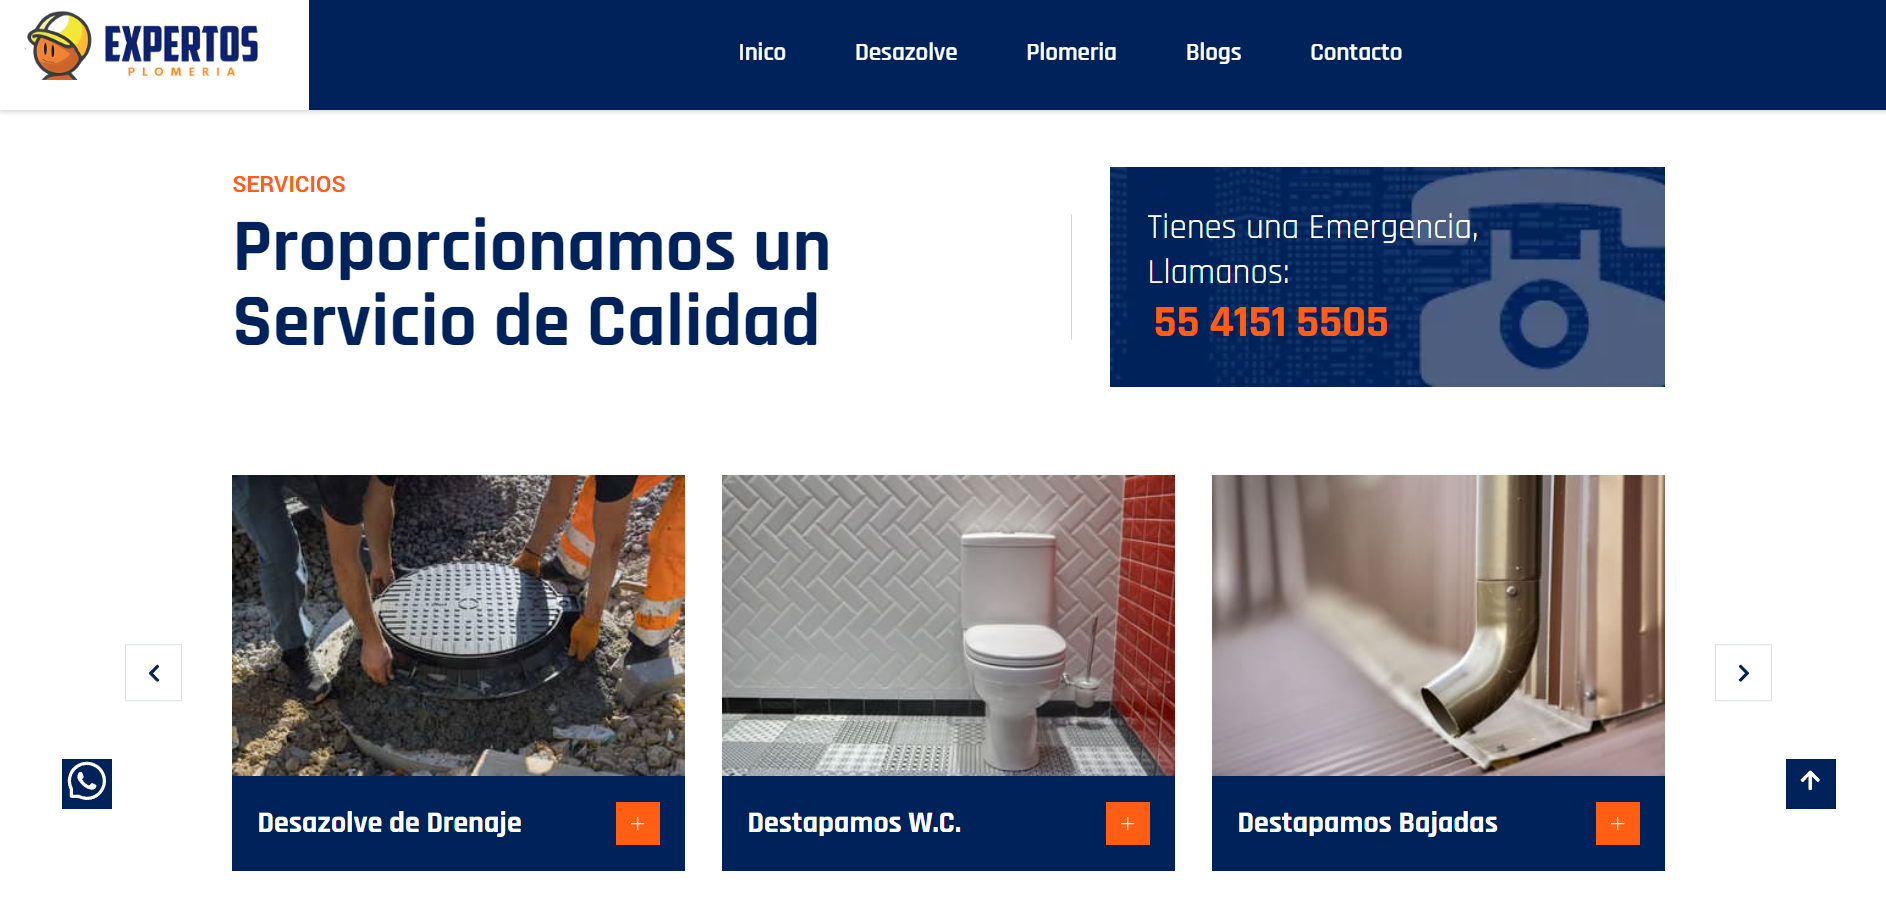 EXPERTOS
PLOMERIA
Inico
Desazolve
Plomeria
Blogs
Contacto
SERVICIOS
Proporcionamos un
Servicio de Calidad
Tienes una Emergencia,
Llamanos:
55 4151 5505
Desazolve de Drenaje
Destapamos W.C.
Destapamos Bajadas